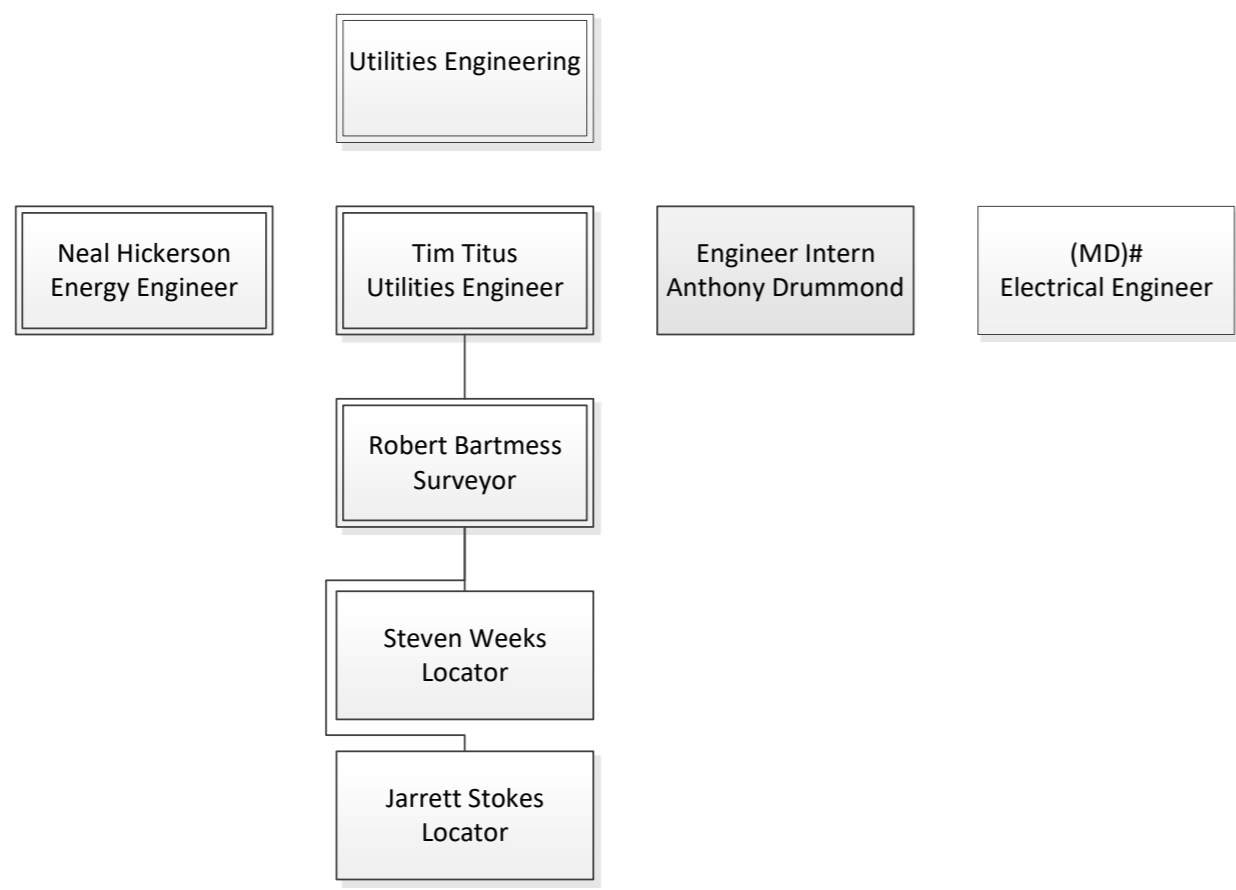 Utilities Engineering
Neal Hickerson
Energy Engineer
Tim Titus
Utilities Engineer
Engineer Intern
Anthony Drummond
(MD)#
Electrical Engineer
Robert Bartmess
Surveyor
Steven Weeks
Locator
Jarrett Stokes
Locator